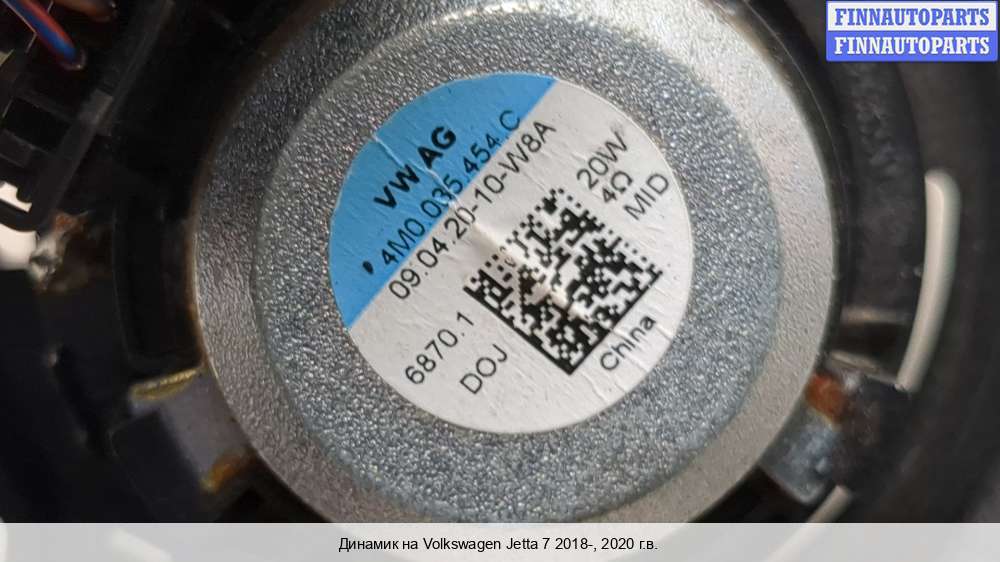 FINNAUTOPARTS
FINNAUTOPARTS
VW AG
4M0.035.454.C
09.04.20-10-W8A
20W
4Ω
MID
6870.1
DOJ
China
Динамик на Volkswagen Jetta 7 2018-, 2020 г.в.